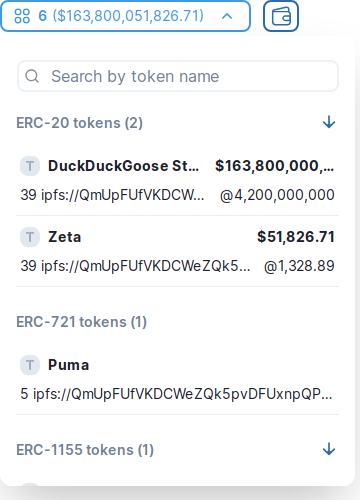 6 ($163,800,051,826.71)
Search by token name
ERC-20 tokens (2)
T DuckDuckGoose St... $163,800,000,...
39 ipfs://QmUpFUfVKDCW... @4,200,000,000
T Zeta $51,826.71
39 ipfs://QmUpFUfVKDCWeZQk5... @1,328.89
ERC-721 tokens (1)
T Puma
5 ipfs://QmUpFUfVKDCWeZQk5pvDFUxnpQP...
ERC-1155 tokens (1)